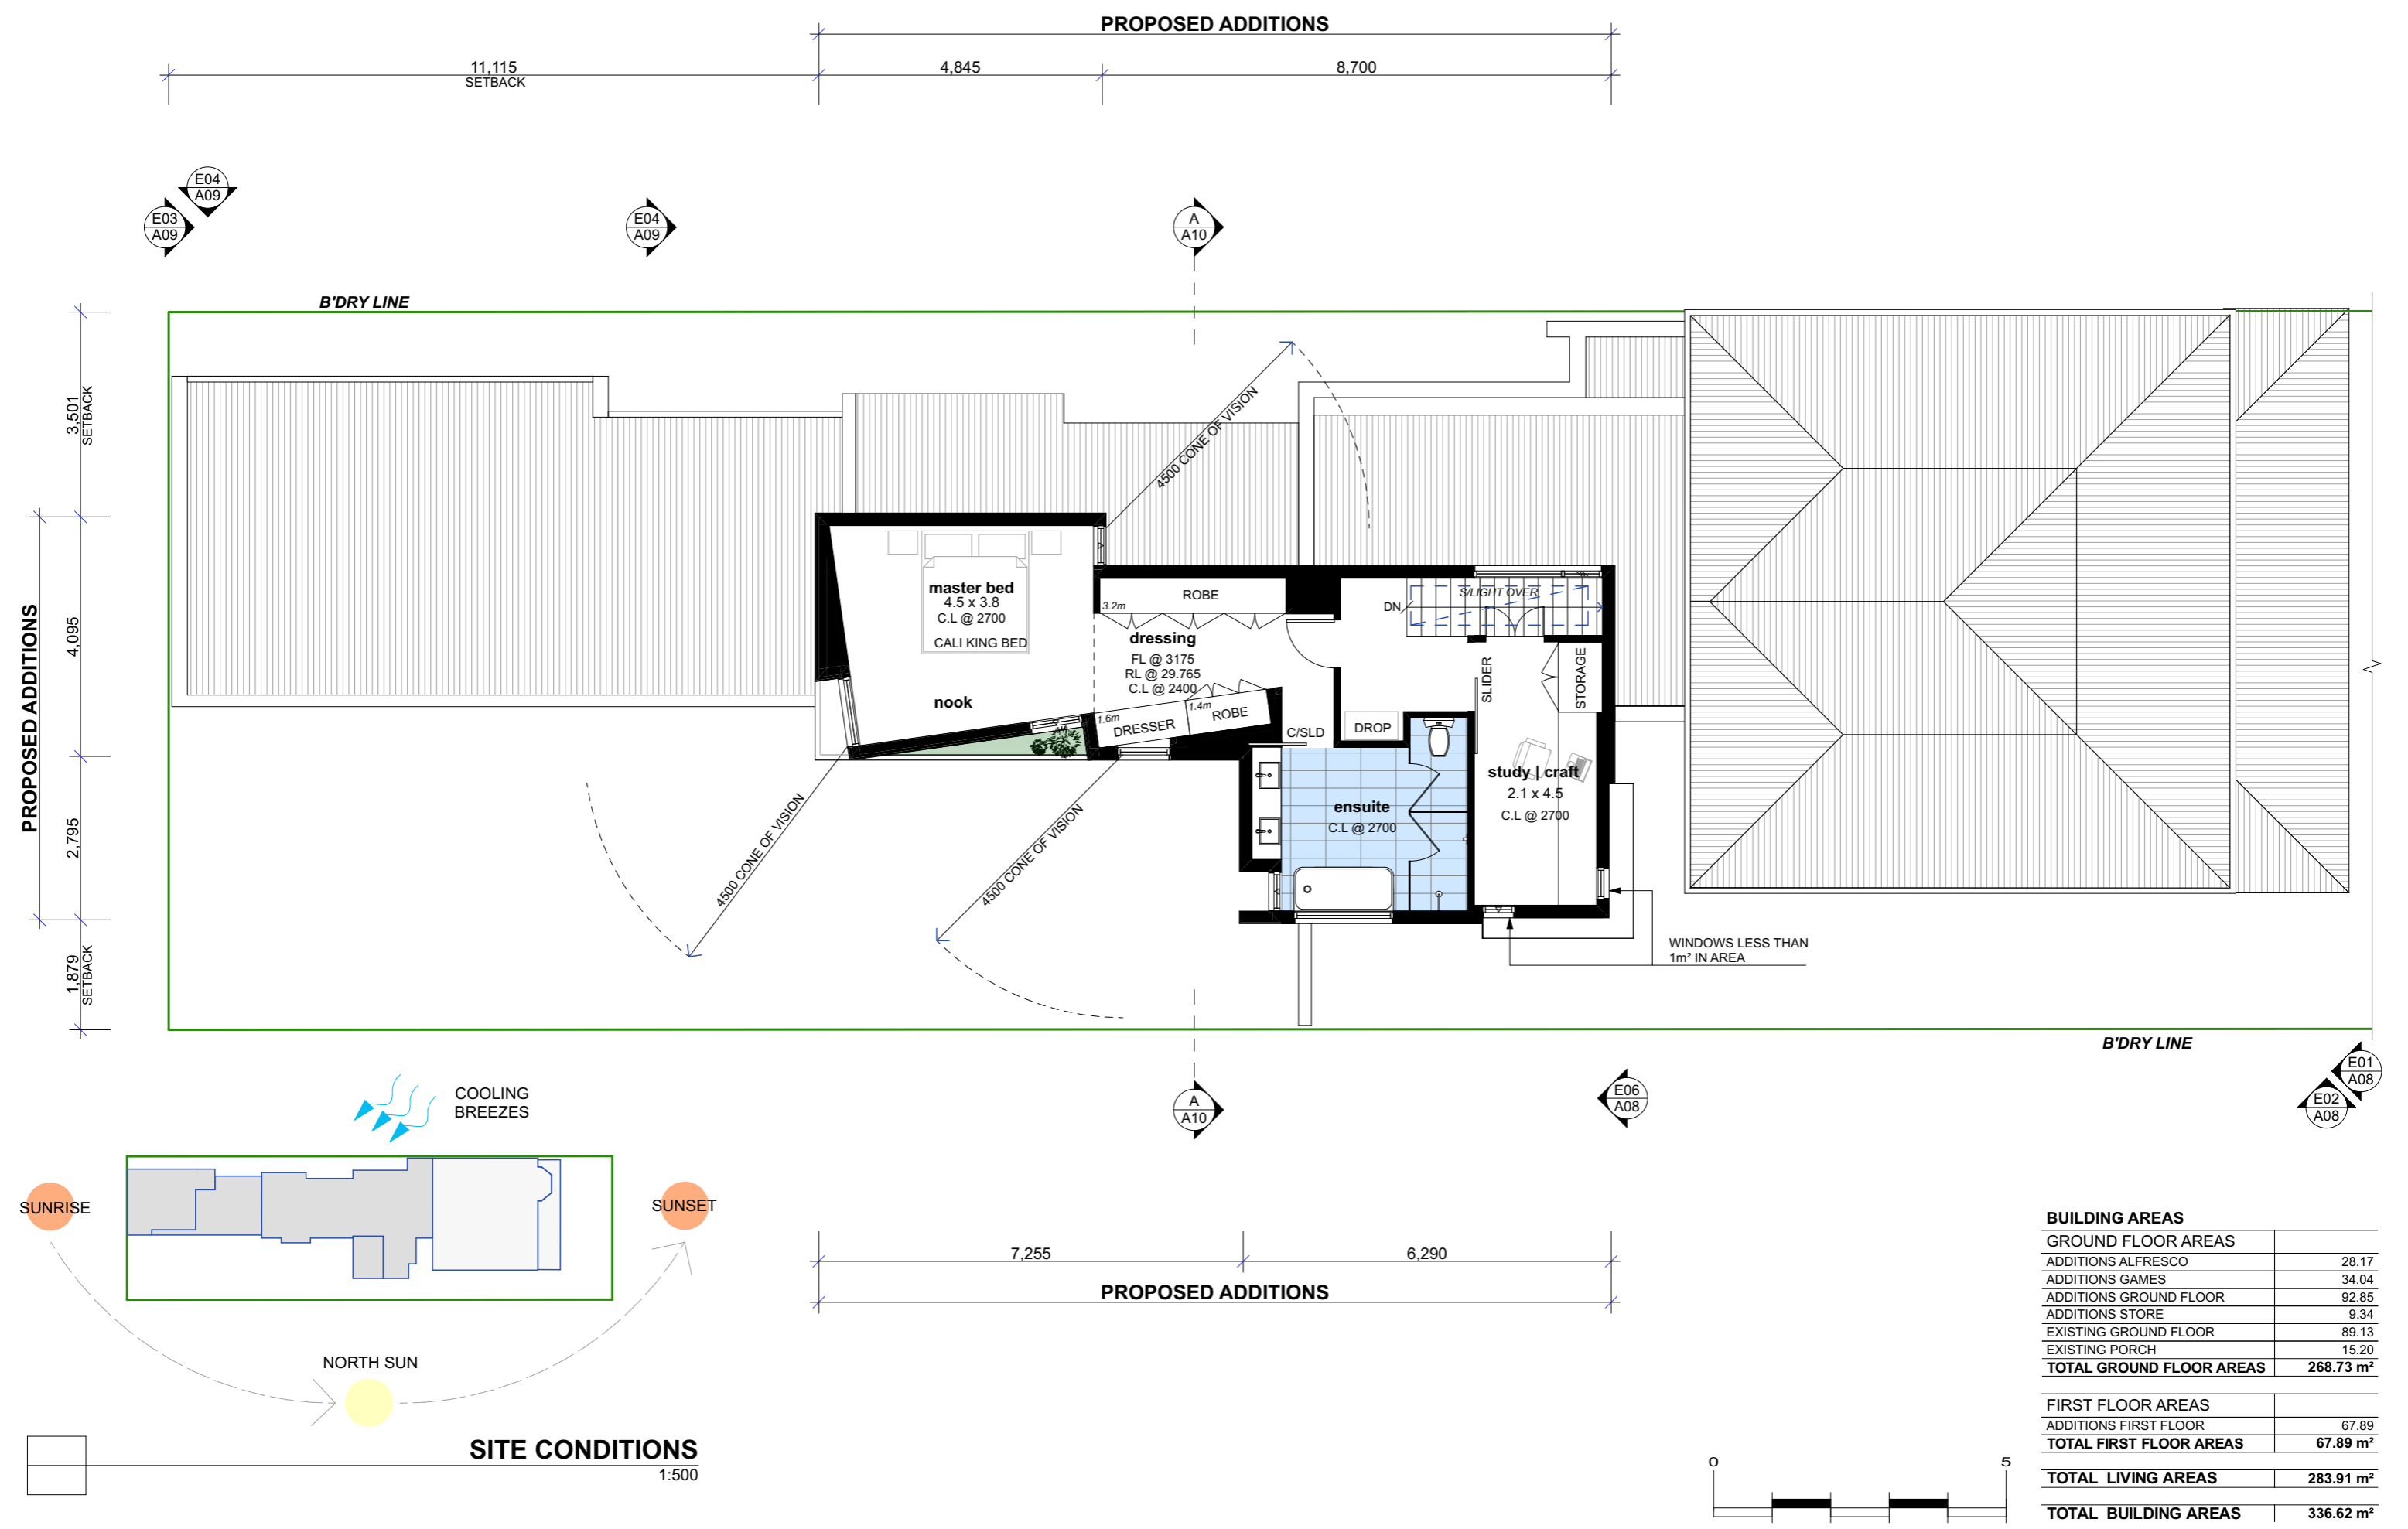 PROPOSED ADDITIONS
11,115
SETBACK
4,845
8,700
E04
A09
E03
A09
E04
A09
A
A10
B'DRY LINE
3,501
SETBACK
4,095
2,795
1,879
SETBACK
PROPOSED ADDITIONS
4500 CONE OF VISION
master bed
4.5 x 3.8
C.L @ 2700
CALI KING BED
nook
3.2m
ROBE
dressing
FL @ 3175
RL @ 29.765
C.L @ 2400
1.6m
DRESSER
1.4m
ROBE
DN
S/LIGHT OVER
SLIDER
STORAGE
C/SLD
DROP
study | craft
2.1 x 4.5
C.L @ 2700
ensuite
C.L @ 2700
4500 CONE OF VISION
4500 CONE OF VISION
WINDOWS LESS THAN
1m² IN AREA
B'DRY LINE
E01
A08
E02
A08
E06
A08
A
A10
COOLING
BREEZES
SUNRISE
SUNSET
NORTH SUN
SITE CONDITIONS
1:500
7,255
6,290
PROPOSED ADDITIONS
0
5
BUILDING AREAS
GROUND FLOOR AREAS
ADDITIONS ALFRESCO 28.17
ADDITIONS GAMES 34.04
ADDITIONS GROUND FLOOR 92.85
ADDITIONS STORE 9.34
EXISTING GROUND FLOOR 89.13
EXISTING PORCH 15.20
TOTAL GROUND FLOOR AREAS 268.73 m²
FIRST FLOOR AREAS
ADDITIONS FIRST FLOOR 67.89
TOTAL FIRST FLOOR AREAS 67.89 m²
TOTAL LIVING AREAS 283.91 m²
TOTAL BUILDING AREAS 336.62 m²